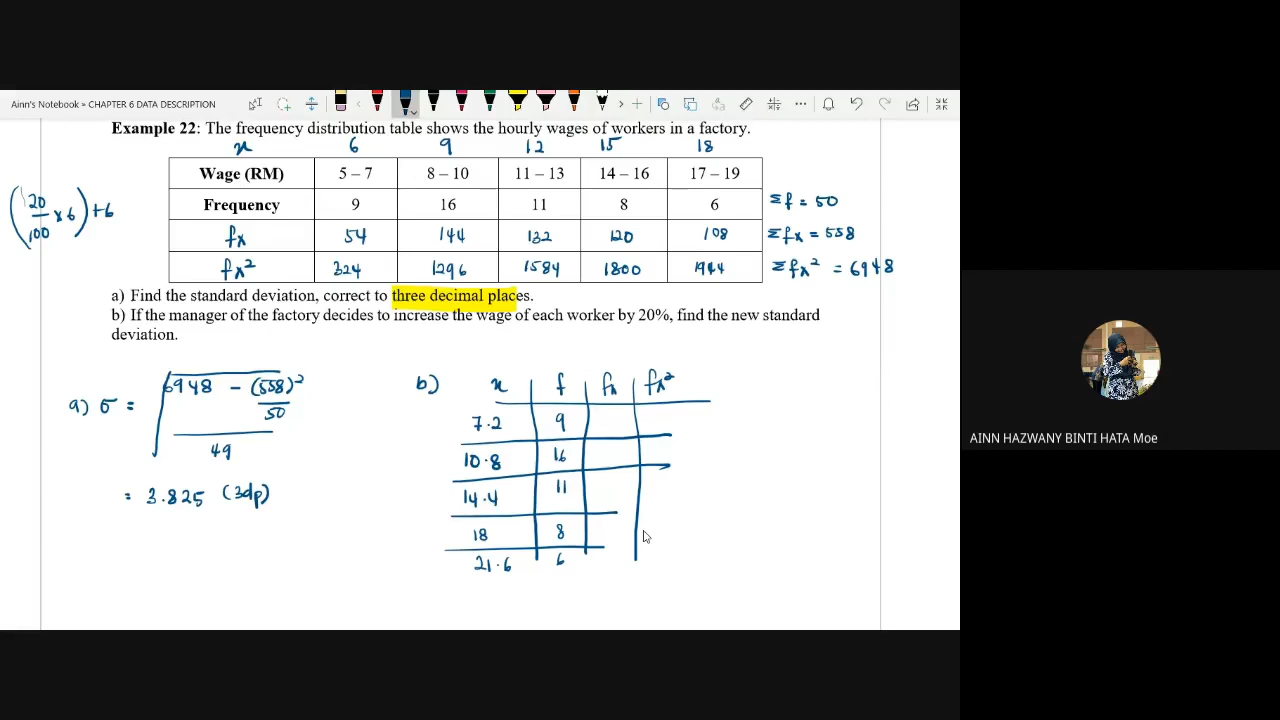 Ainn's Notebook » CHAPTER 6 DATA DESCRIPTION
Example 22: The frequency distribution table shows the hourly wages of workers in a factory.
x 6 9 12 15 18
Wage (RM) 5 – 7 8 – 10 11 – 13 14 – 16 17 – 19
Frequency 9 16 11 8 6 Σf = 50
fx 54 144 132 120 108 Σfx = 558
fx² 324 1296 1584 1800 1944 Σfx² = 6948
(20/100 x 6) + 6
a) Find the standard deviation, correct to three decimal places.
b) If the manager of the factory decides to increase the wage of each worker by 20%, find the new standard
deviation.
a) σ = √
6948 – (558)²
50
49
= 3.825 (3dp)
b) x f fx fx²
7.2 9
10.8 16
14.4 11
18 8
21.6 6
AINN HAZWANY BINTI HATA Moe